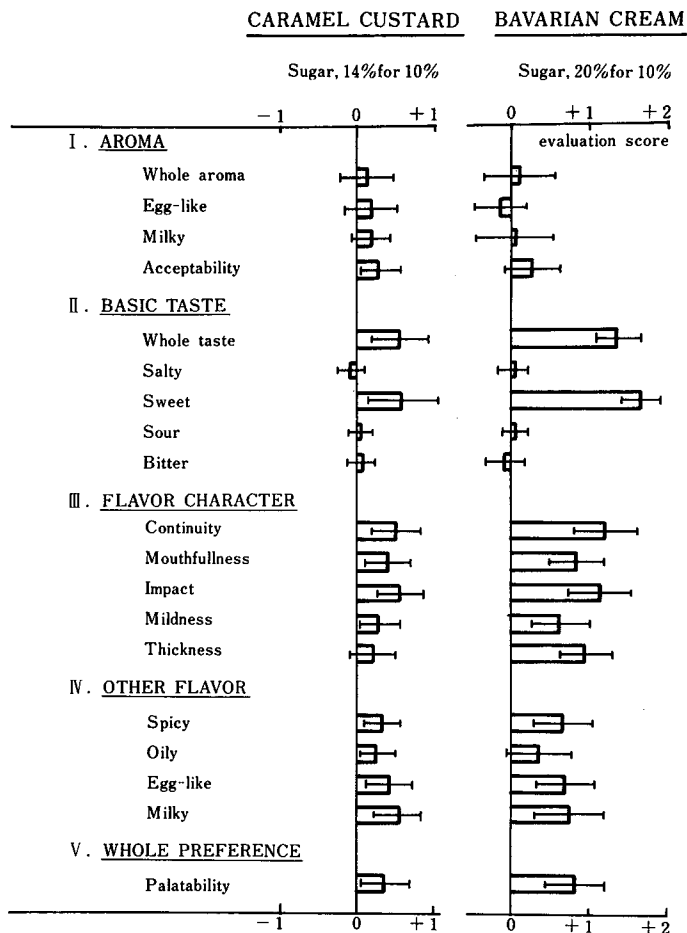 CARAMEL CUSTARD BAVARIAN CREAM
Sugar, 14%for 10% Sugar, 20%for 10%
−1 0 +1 0 +1 +2
evaluation score
Ⅰ. AROMA
Whole aroma
Egg-like
Milky
Acceptability
Ⅱ. BASIC TASTE
Whole taste
Salty
Sweet
Sour
Bitter
Ⅲ. FLAVOR CHARACTER
Continuity
Mouthfullness
Impact
Mildness
Thickness
Ⅳ. OTHER FLAVOR
Spicy
Oily
Egg-like
Milky
Ⅴ. WHOLE PREFERENCE
Palatability
−1 0 +1 0 +1 +2